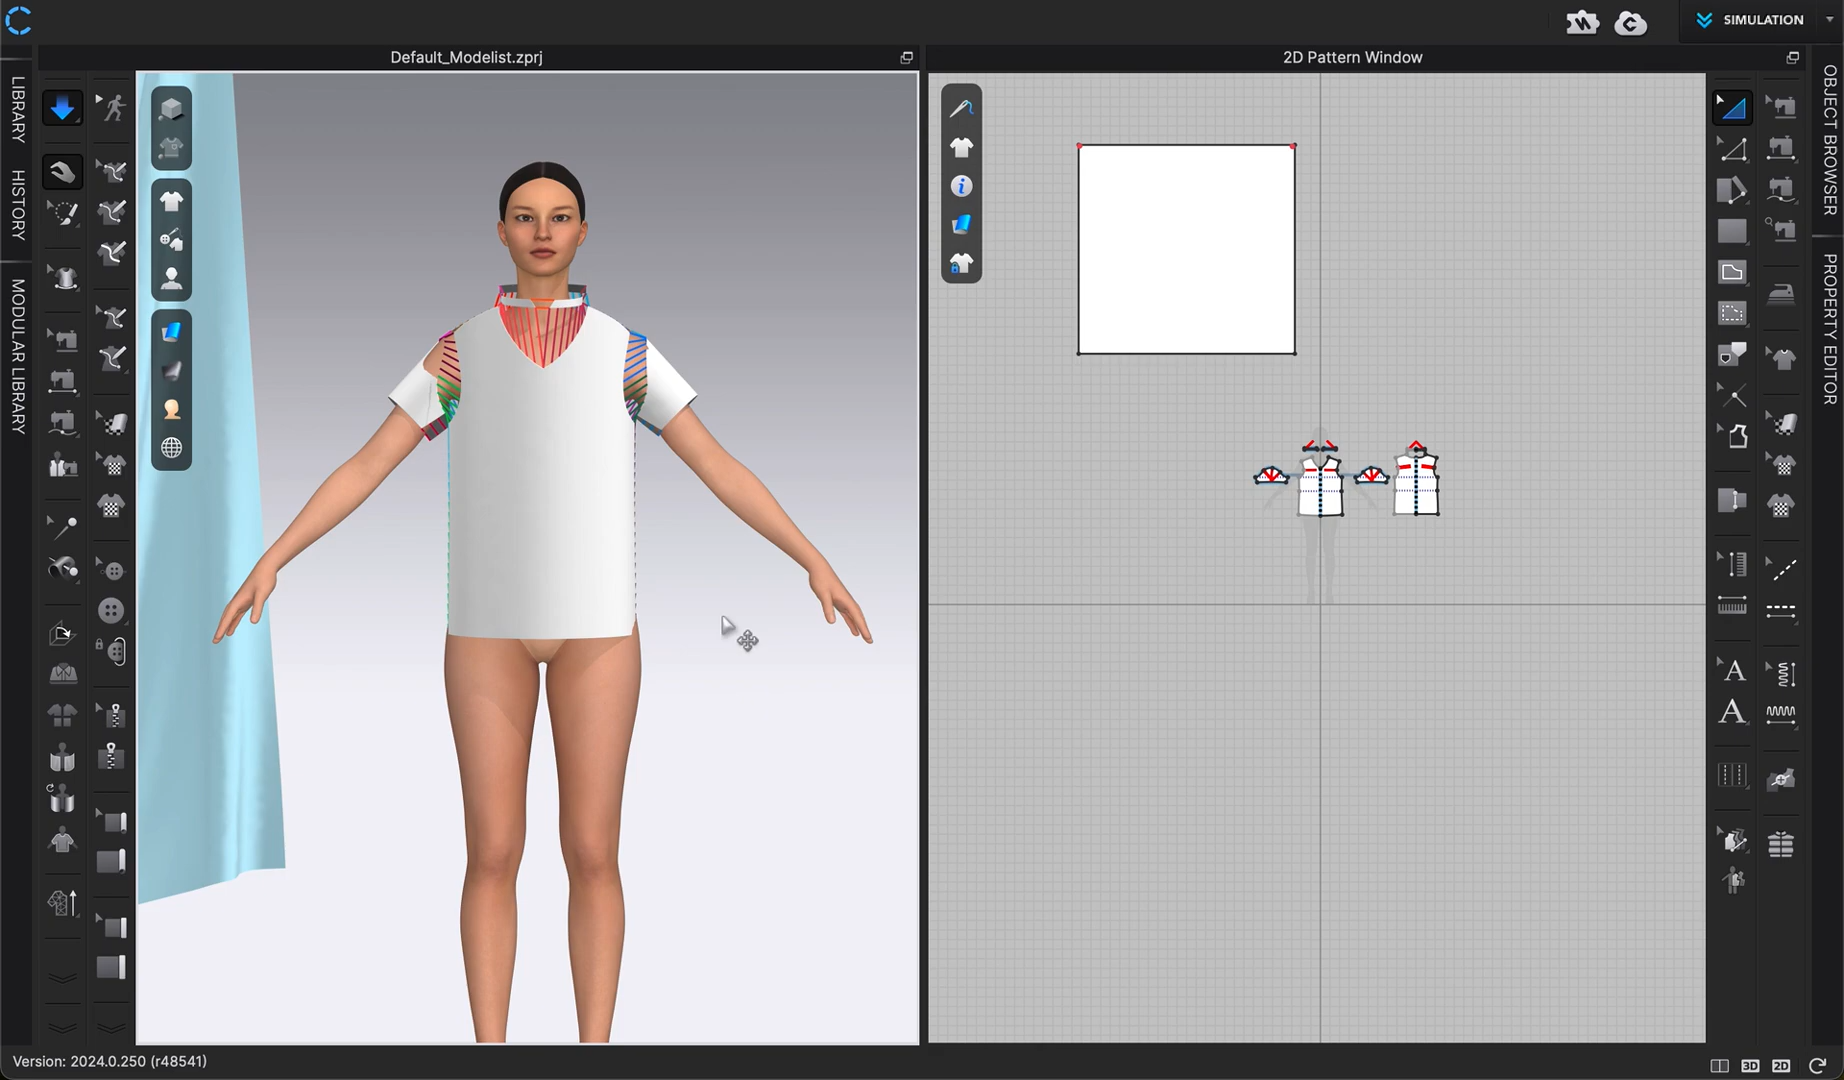 SIMULATION
Default_Modelist.zprj
2D Pattern Window
LIBRARY
HISTORY
MODULAR LIBRARY
OBJECT BROWSER
PROPERTY EDITOR
A
A
Version: 2024.0.250 (r48541)
3D
2D